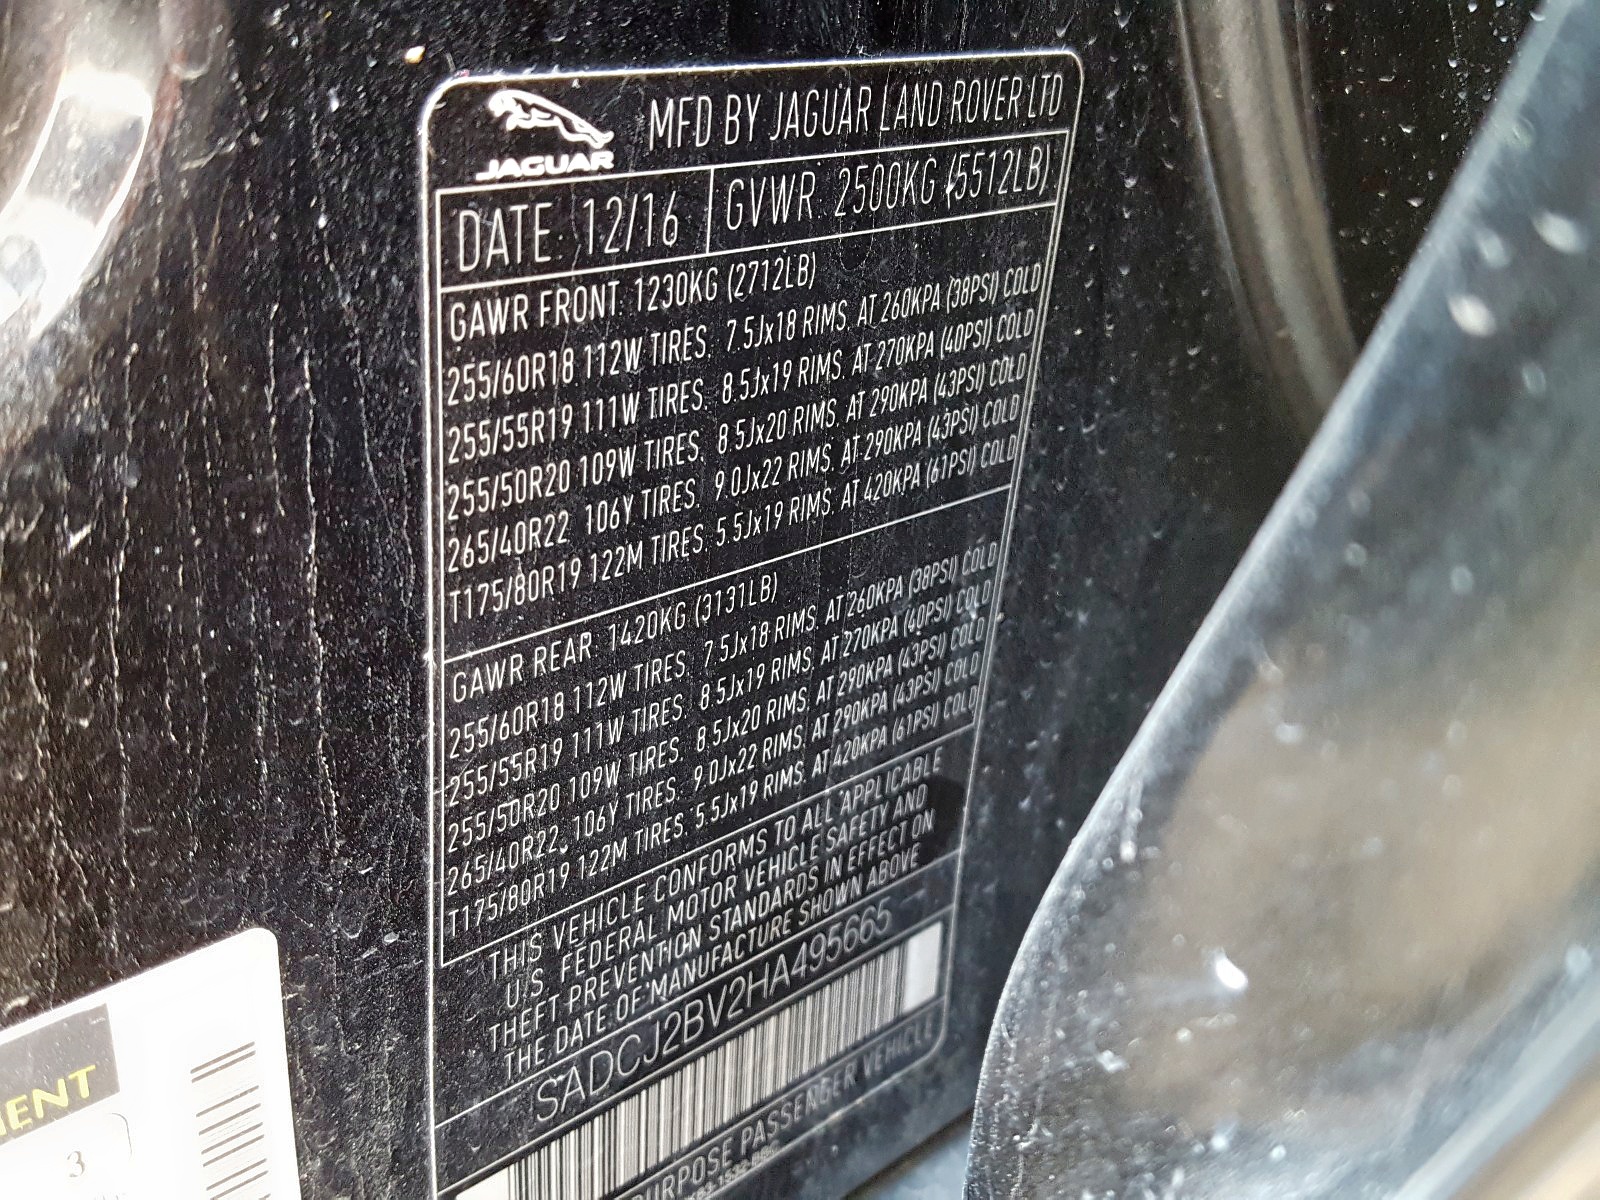 JAGUAR
MFD BY JAGUAR LAND ROVER LTD
DATE: 12/16 GVWR: 2500KG (5512LB)
GAWR FRONT: 1230KG (2712LB)
255/60R18 112W TIRES. 7.5Jx18 RIMS. AT 260KPA (38PSI) COLD
255/55R19 111W TIRES. 8.5Jx19 RIMS. AT 270KPA (40PSI) COLD
255/50R20 109W TIRES. 8.5Jx20 RIMS. AT 290KPA (43PSI) COLD
265/40R22. 106Y TIRES. 9.0Jx22 RIMS. AT 290KPA (43PSI) COLD
T175/80R19 122M TIRES. 5.5Jx19 RIMS. AT 420KPA (61PSI) COLD
GAWR REAR: 1420KG (3131LB)
255/60R18 112W TIRES. 7.5Jx18 RIMS. AT 260KPA (38PSI) COLD
255/55R19 111W TIRES. 8.5Jx19 RIMS. AT 270KPA (40PSI) COLD
255/50R20 109W TIRES. 8.5Jx20 RIMS. AT 290KPA (43PSI) COLD
265/40R22. 106Y TIRES. 9.0Jx22 RIMS. AT 290KPA (43PSI) COLD
T175/80R19 122M TIRES. 5.5Jx19 RIMS. AT 420KPA (61PSI) COLD
THIS VEHICLE CONFORMS TO ALL APPLICABLE
U.S. FEDERAL MOTOR VEHICLE SAFETY AND
THEFT PREVENTION STANDARDS IN EFFECT ON
THE DATE OF MANUFACTURE SHOWN ABOVE
SADCJ2BV2HA495665
PURPOSE PASSENGER VEHICLE
ENT
3